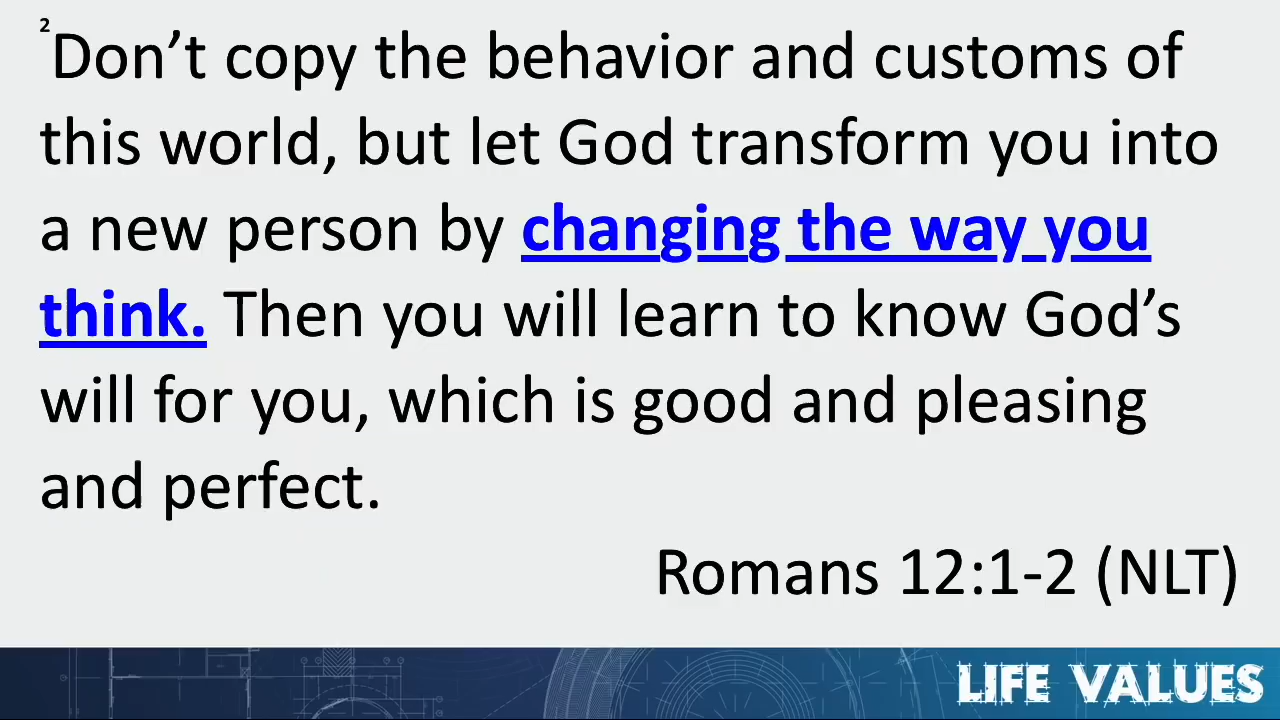 ²Don’t copy the behavior and customs of
this world, but let God transform you into
a new person by changing the way you
think. Then you will learn to know God’s
will for you, which is good and pleasing
and perfect.
Romans 12:1-2 (NLT)
LIFE VALUES